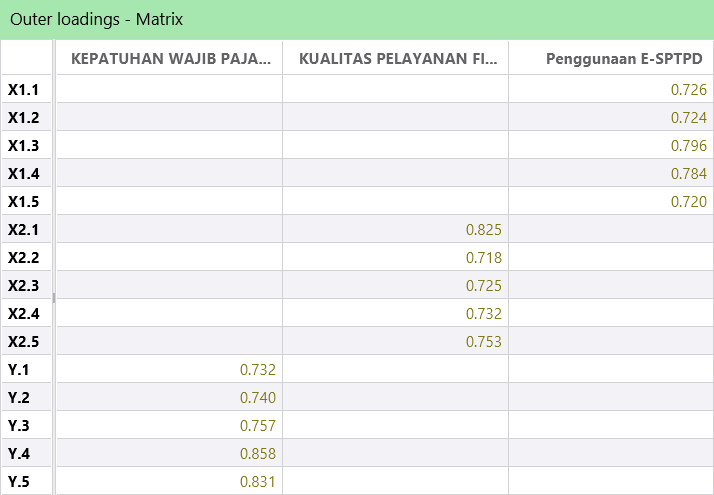 Outer loadings - Matrix
KEPATUHAN WAJIB PAJA... KUALITAS PELAYANAN FI... Penggunaan E-SPTPD
X1.1 0.726
X1.2 0.724
X1.3 0.796
X1.4 0.784
X1.5 0.720
X2.1 0.825
X2.2 0.718
X2.3 0.725
X2.4 0.732
X2.5 0.753
Y.1 0.732
Y.2 0.740
Y.3 0.757
Y.4 0.858
Y.5 0.831